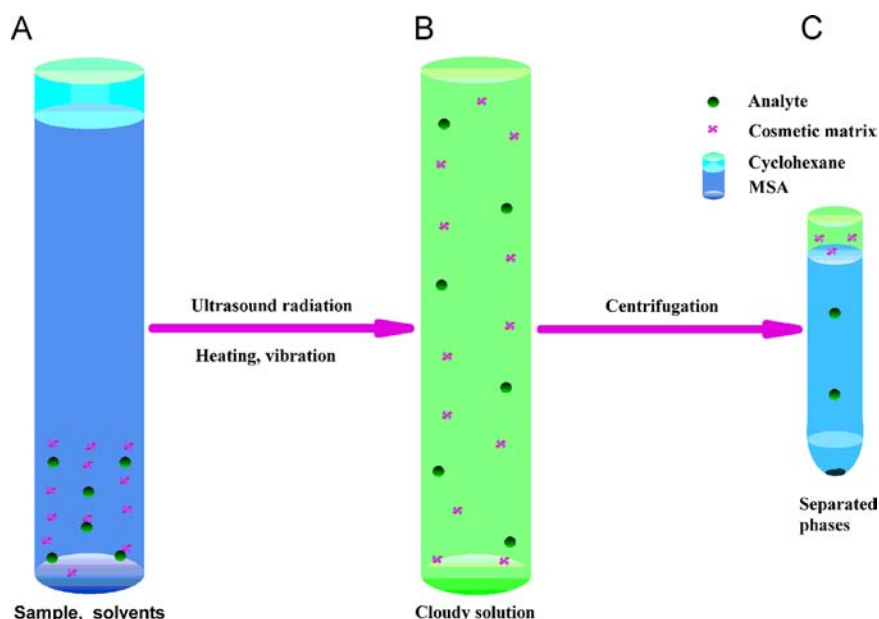 A
B
C
Analyte
Cosmetic matrix
Cyclohexane
MSA
Ultrasound radiation
Heating, vibration
Centrifugation
Separated
phases
Sample, solvents
Cloudy solution